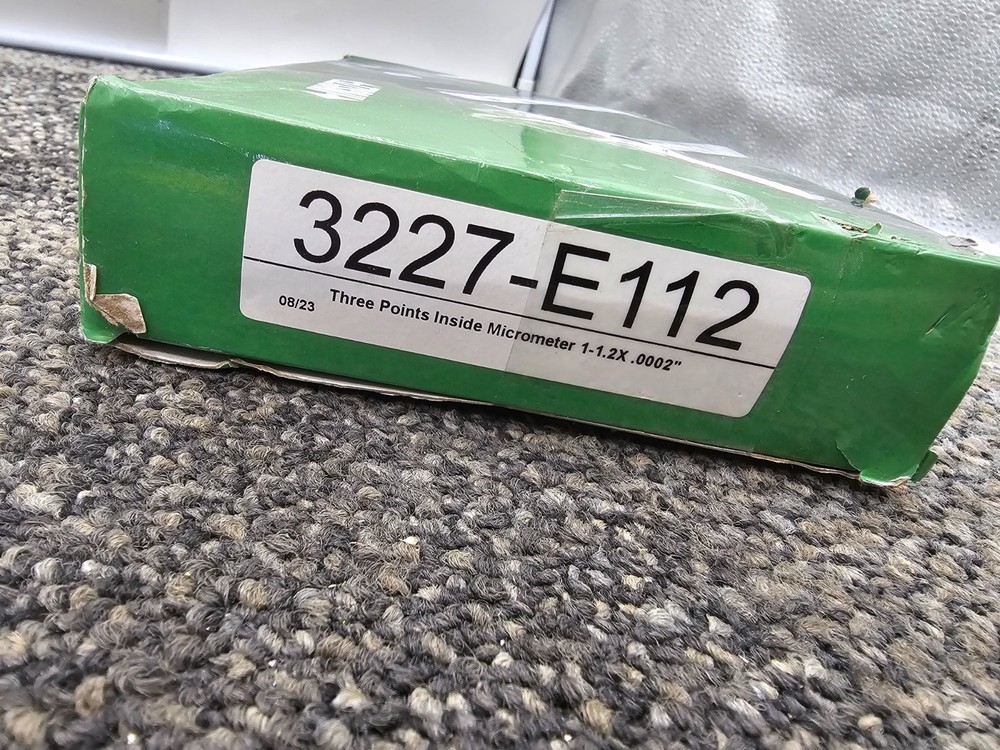 3227-E112
08/23 Three Points Inside Micrometer 1-1.2X .0002"